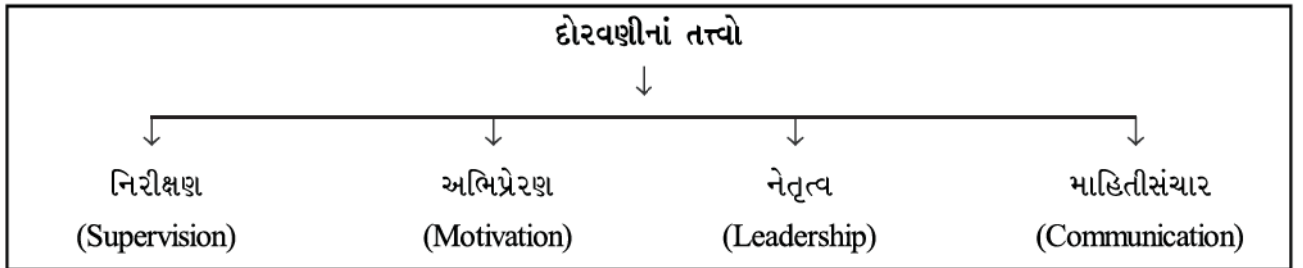 દોરવણીનાં તત્ત્વો
નિરીક્ષણ અભિપ્રેરણ નેતૃત્વ માહિતીસંચાર
(Supervision) (Motivation) (Leadership) (Communication)